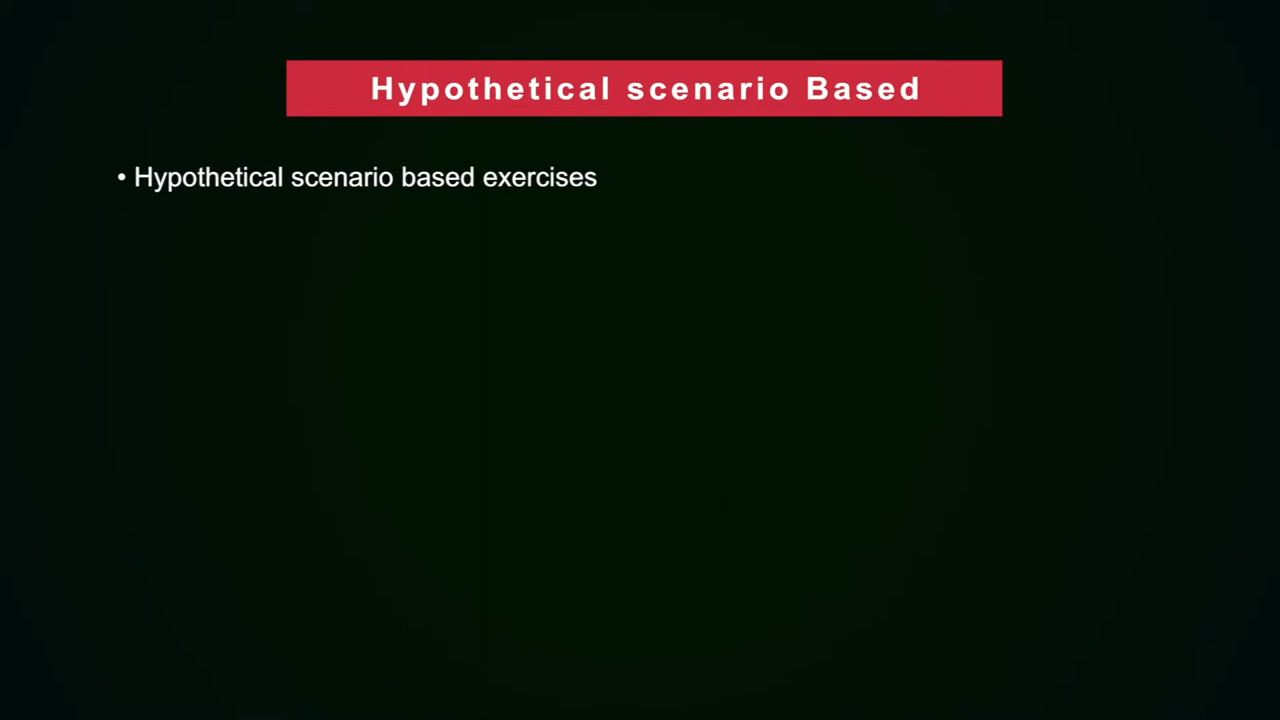 Hypothetical scenario Based
• Hypothetical scenario based exercises